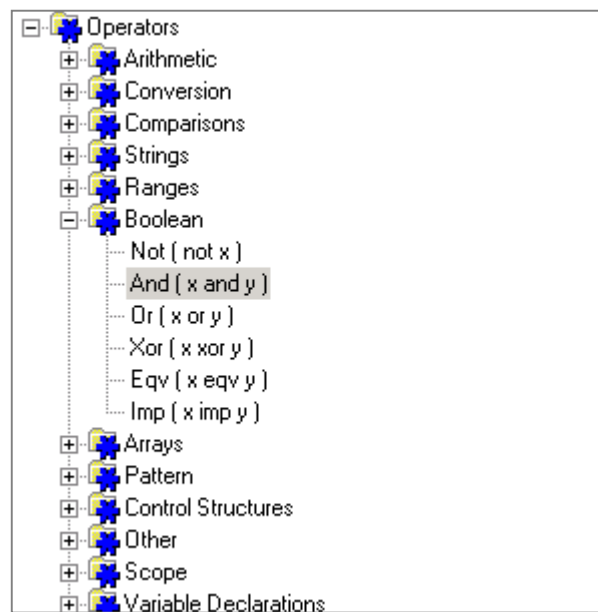 Operators
Arithmetic
Conversion
Comparisons
Strings
Ranges
Boolean
Not ( not x )
And ( x and y )
Or ( x or y )
Xor ( x xor y )
Eqv ( x eqv y )
Imp ( x imp y )
Arrays
Pattern
Control Structures
Other
Scope
Variable Declarations